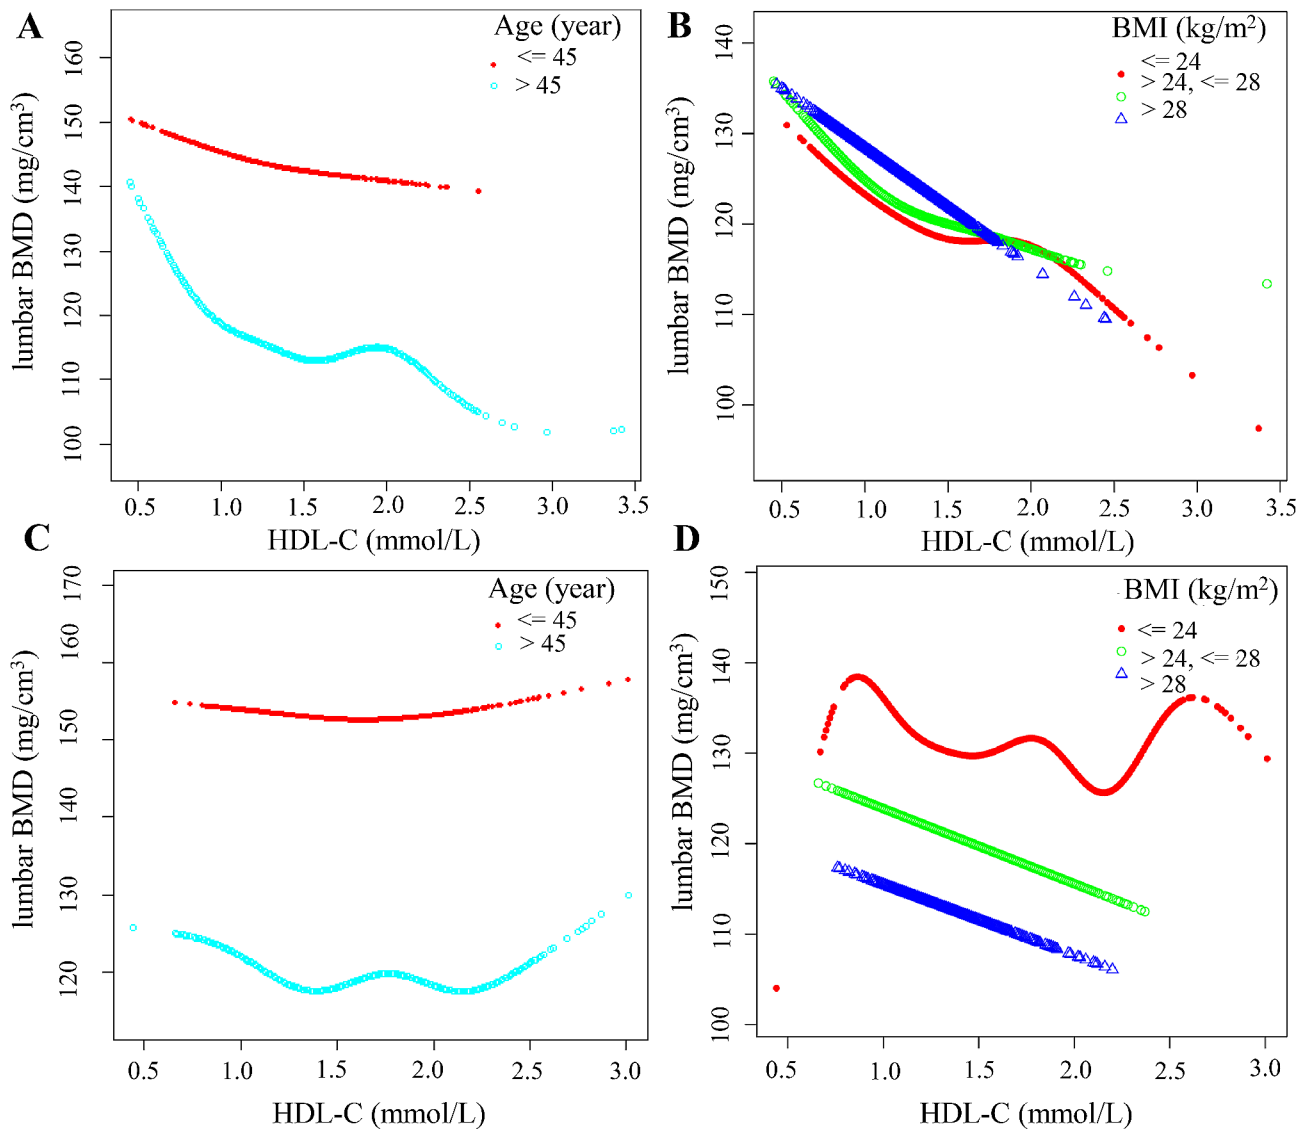 A
Age (year)
<= 45
> 45
lumbar BMD (mg/cm³)
160
150
140
130
120
110
100
0.5 1.0 1.5 2.0 2.5 3.0 3.5
HDL-C (mmol/L)
B
BMI (kg/m²)
<= 24
> 24, <= 28
> 28
lumbar BMD (mg/cm³)
140
130
120
110
100
0.5 1.0 1.5 2.0 2.5 3.0 3.5
HDL-C (mmol/L)
C
Age (year)
<= 45
> 45
lumbar BMD (mg/cm³)
170
160
150
140
130
120
0.5 1.0 1.5 2.0 2.5 3.0
HDL-C (mmol/L)
D
BMI (kg/m²)
<= 24
> 24, <= 28
> 28
lumbar BMD (mg/cm³)
150
140
130
120
110
100
0.5 1.0 1.5 2.0 2.5 3.0
HDL-C (mmol/L)